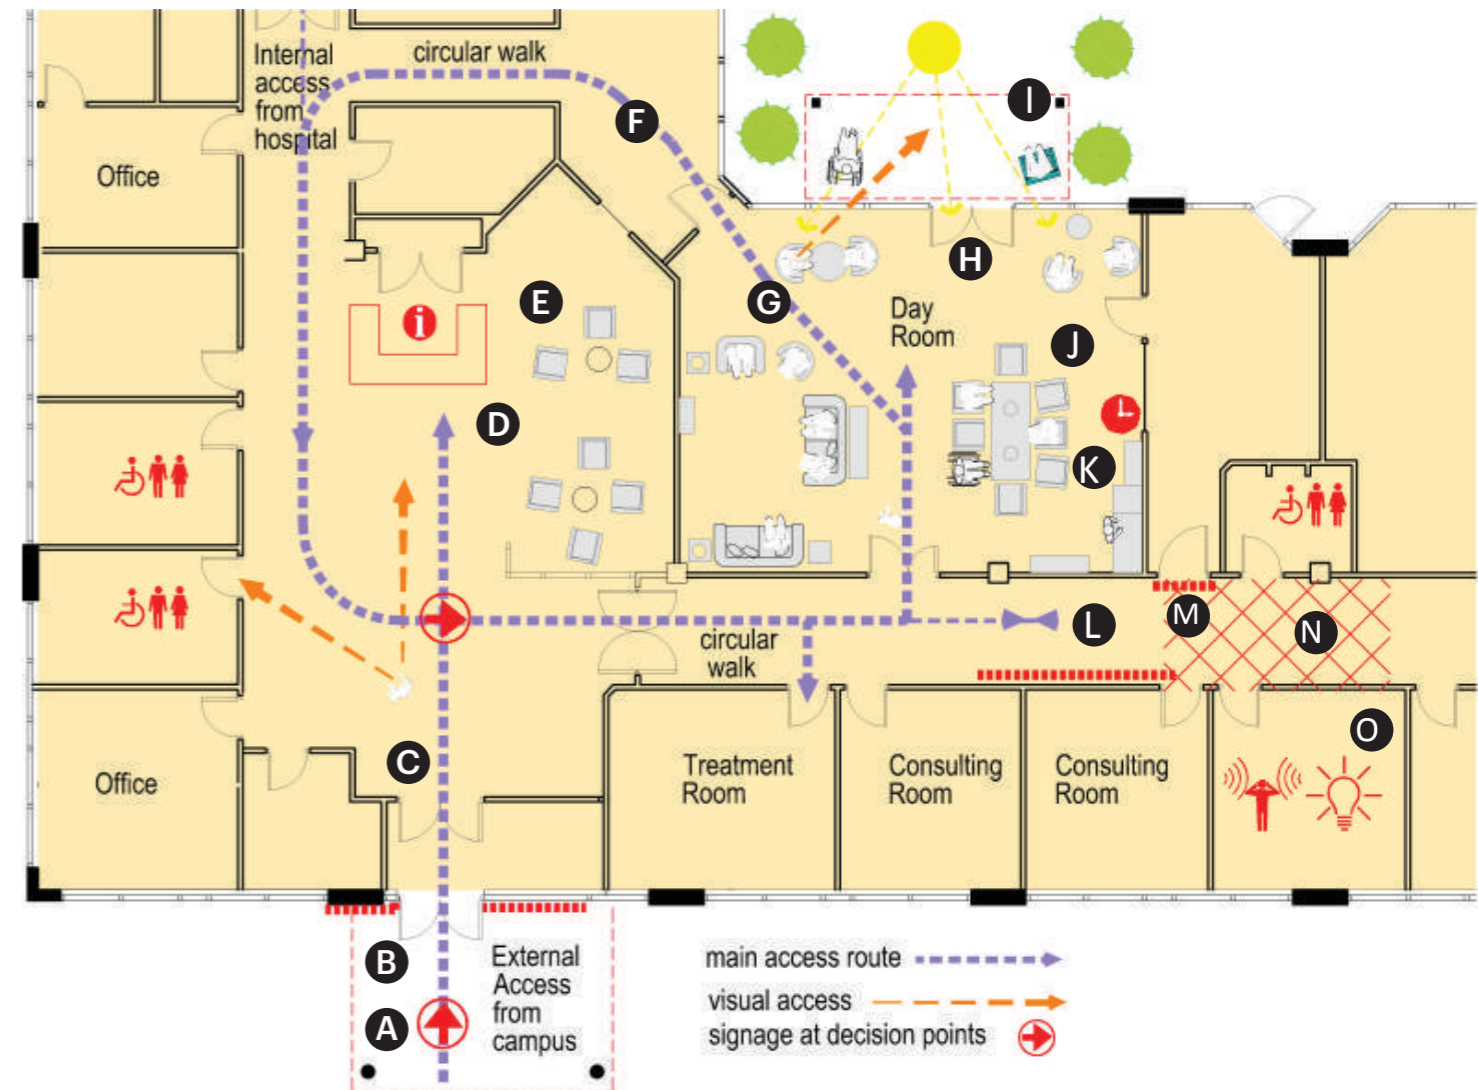 Internal
access
from
hospital
circular walk
F
I
Office
H
E
G
Day
Room
i
J
D
K
circular
walk
L
M
N
C
Office
Treatment
Room
Consulting
Room
Consulting
Room
O
B
A
External
Access
from
campus
main access route
visual access
signage at decision points